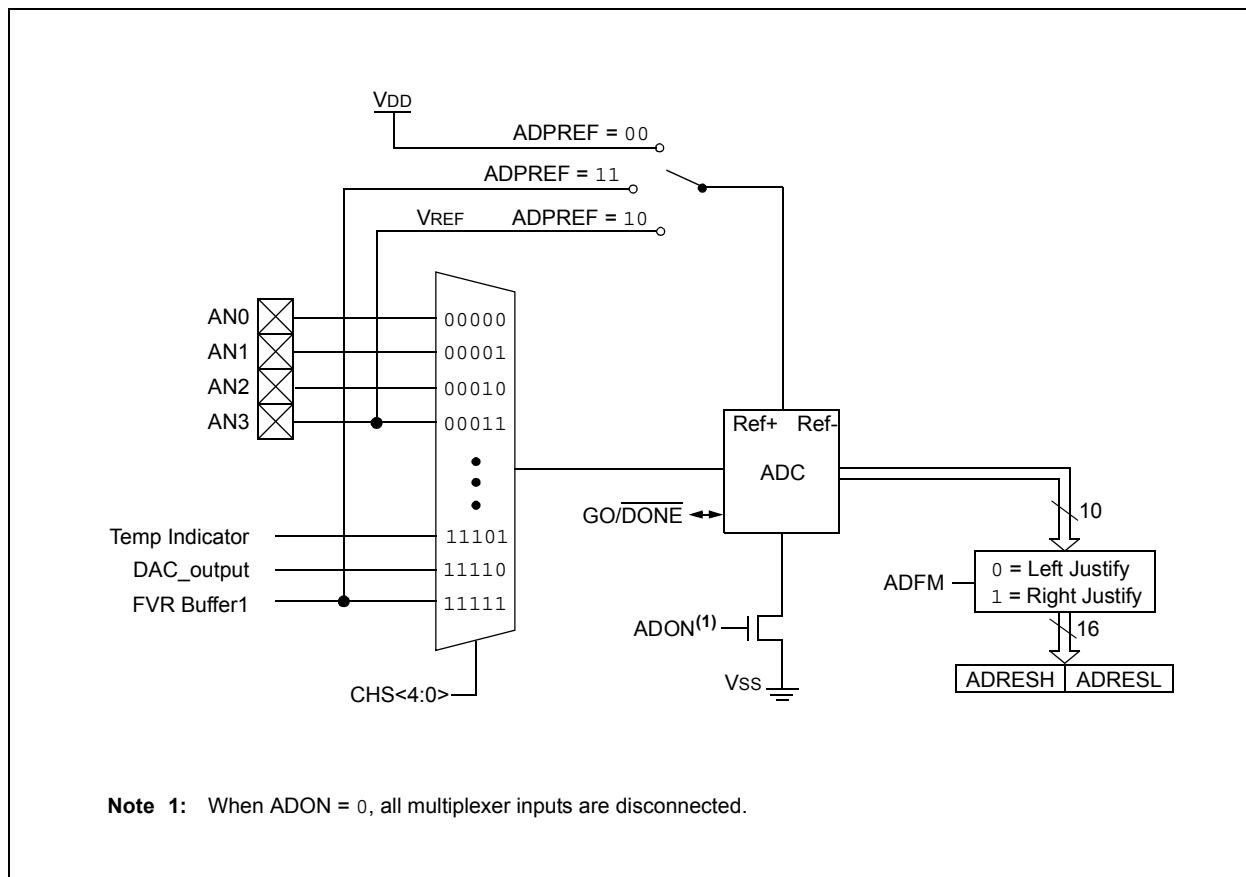 VDD
ADPREF = 00
ADPREF = 11
VREF ADPREF = 10
AN0
00000
AN1
00001
AN2
00010
AN3
00011
Ref+ Ref-
ADC
GO/DONE
10
Temp Indicator
11101
DAC_output
11110
FVR Buffer1
11111
ADFM
0 = Left Justify
1 = Right Justify
16
ADON(1)
VSS
CHS<4:0>
ADRESH ADRESL
Note 1: When ADON = 0, all multiplexer inputs are disconnected.